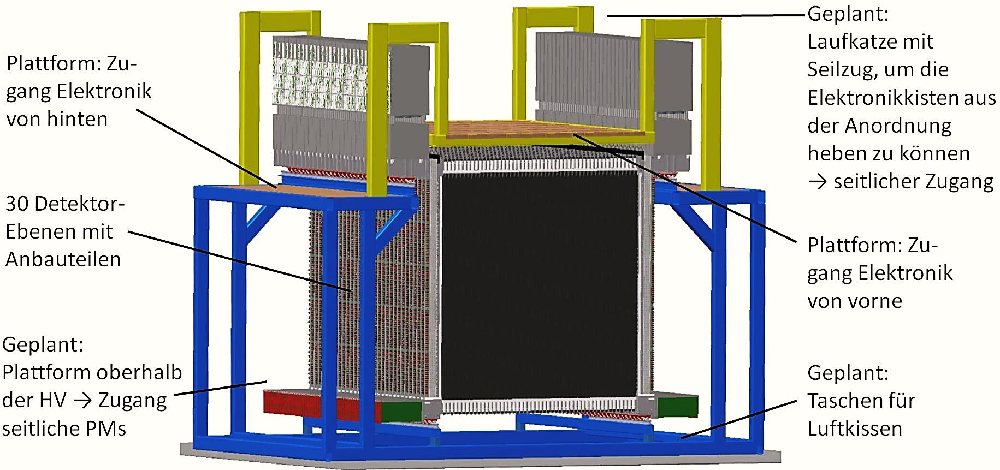 Plattform: Zu-
gang Elektronik
von hinten
30 Detektor-
Ebenen mit
Anbauteilen
Geplant:
Plattform oberhalb
der HV → Zugang
seitliche PMs
Geplant:
Laufkatze mit
Seilzug, um die
Elektronikkisten aus
der Anordnung
heben zu können
→ seitlicher Zugang
Plattform: Zu-
gang Elektronik
von vorne
Geplant:
Taschen für
Luftkissen